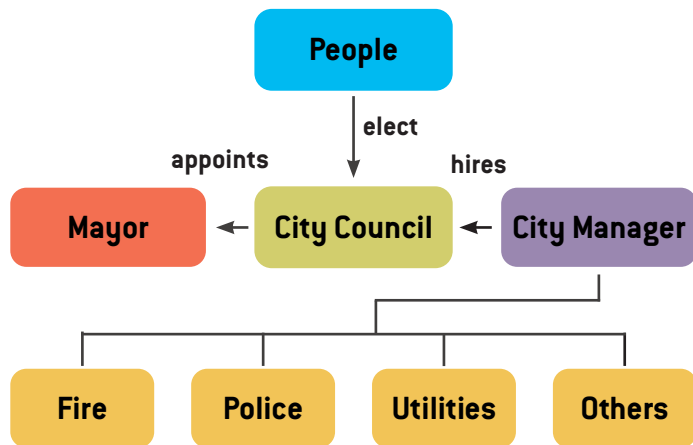 People
elect
appoints
hires
Mayor
City Council
City Manager
Fire
Police
Utilities
Others